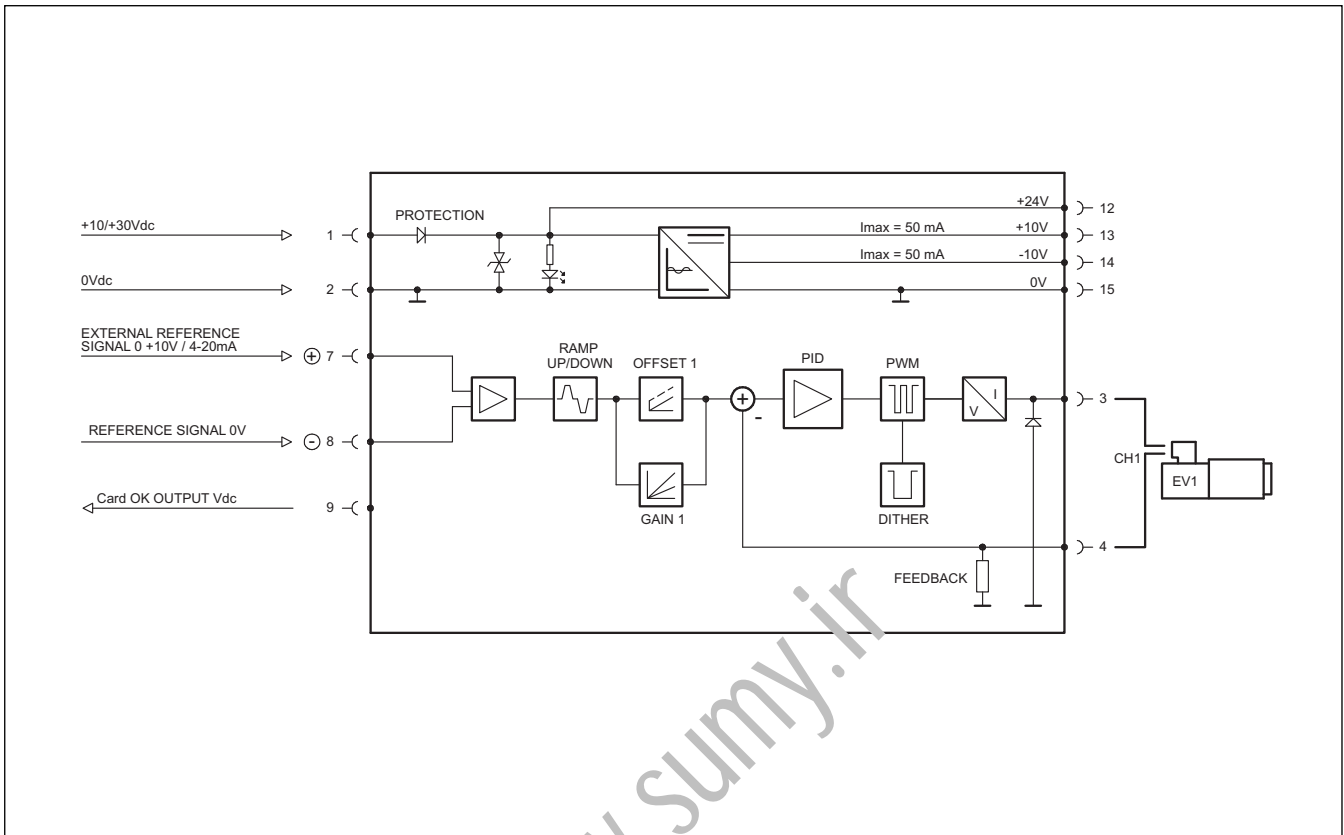 +24V
12
PROTECTION
+10/+30Vdc
1
Imax = 50 mA
+10V
13
Imax = 50 mA
-10V
14
0Vdc
2
0V
15
EXTERNAL REFERENCE
SIGNAL 0 +10V / 4-20mA
+ 7
RAMP
UP/DOWN
OFFSET 1
PID
PWM
+
-
I
V
3
REFERENCE SIGNAL 0V
- 8
CH1
EV1
Card OK OUTPUT Vdc
9
GAIN 1
DITHER
4
FEEDBACK
w.sumy.ir